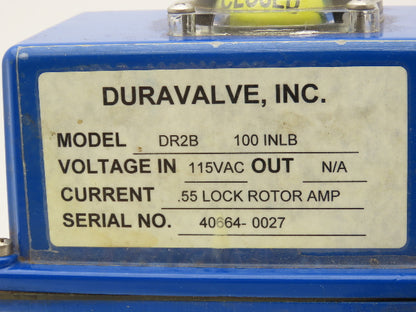 CLOSED
DURAVALVE, INC.
MODEL DR2B 100 INLB
VOLTAGE IN 115VAC OUT N/A
CURRENT .55 LOCK ROTOR AMP
SERIAL NO. 40664- 0027